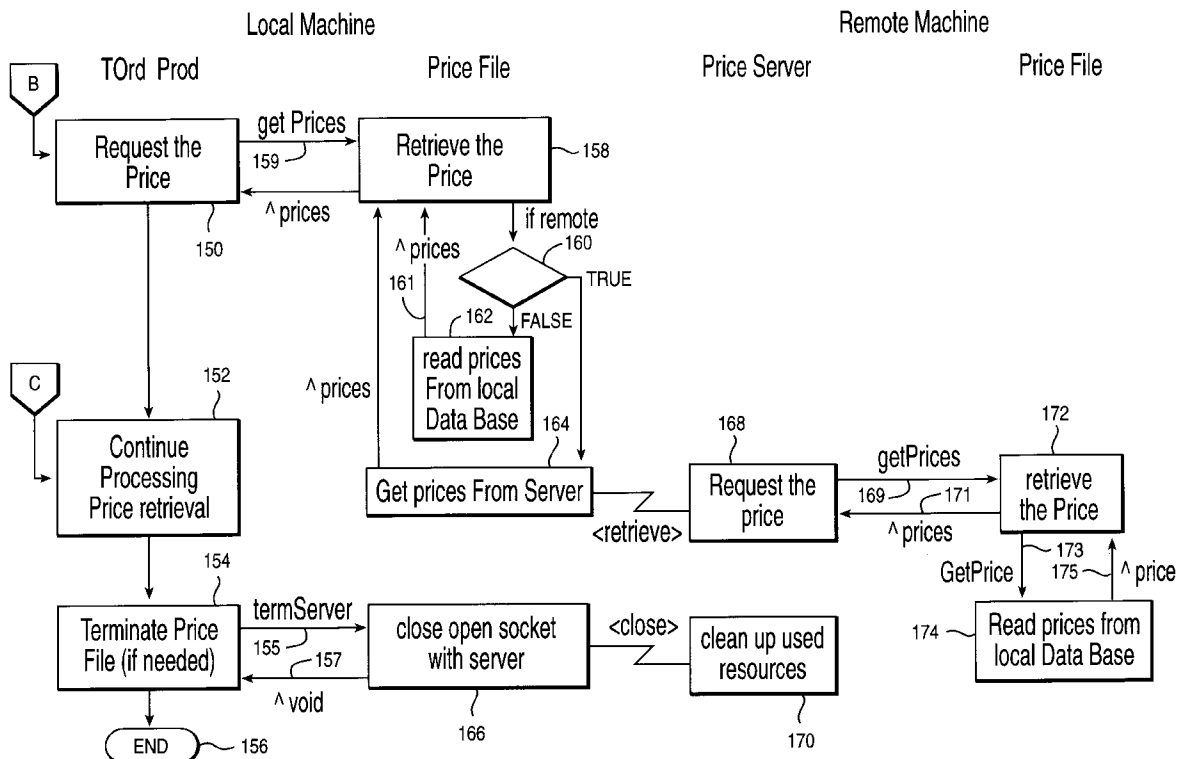 Local Machine
Remote Machine
TOrd Prod
Price File
Price Server
Price File
B
Request the
Price
get Prices
159
^ prices
150
Retrieve the
Price
158
if remote
160
TRUE
FALSE
^ prices
161
162
read prices
From local
Data Base
^ prices
C
152
Continue
Processing
Price retrieval
164
Get prices From Server
<retrieve>
168
Request the
price
getPrices
169
171
^ prices
172
retrieve
the Price
173
GetPrice
175
^ price
174
Read prices from
local Data Base
154
Terminate Price
File (if needed)
termServer
155
157
^ void
close open socket
with server
166
<close>
clean up used
resources
170
END
156